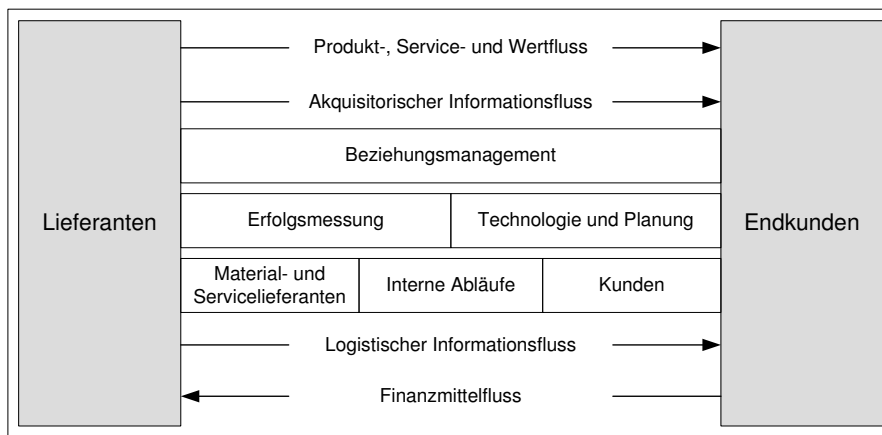 Produkt-, Service- und Wertfluss
Akquisitorischer Informationsfluss
Beziehungsmanagement
Lieferanten
Erfolgsmessung
Technologie und Planung
Endkunden
Material- und
Servicelieferanten
Interne Abläufe
Kunden
Logistischer Informationsfluss
Finanzmittelfluss